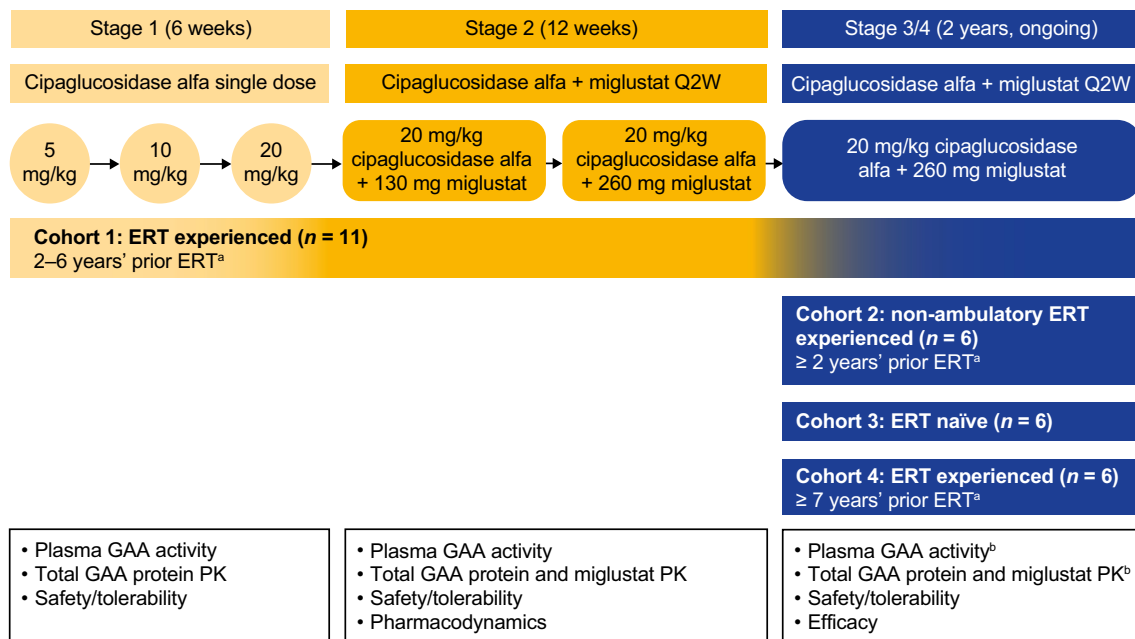 Stage 1 (6 weeks)
Stage 2 (12 weeks)
Stage 3/4 (2 years, ongoing)
Cipaglucosidase alfa single dose
Cipaglucosidase alfa + miglustat Q2W
Cipaglucosidase alfa + miglustat Q2W
5
mg/kg
10
mg/kg
20
mg/kg
20 mg/kg
cipaglucosidase alfa
+ 130 mg miglustat
20 mg/kg
cipaglucosidase alfa
+ 260 mg miglustat
20 mg/kg cipaglucosidase
alfa + 260 mg miglustat
Cohort 1: ERT experienced (n = 11)
2–6 years’ prior ERTᵃ
Cohort 2: non-ambulatory ERT
experienced (n = 6)
≥ 2 years’ prior ERTᵃ
Cohort 3: ERT naïve (n = 6)
Cohort 4: ERT experienced (n = 6)
≥ 7 years’ prior ERTᵃ
• Plasma GAA activity
• Total GAA protein PK
• Safety/tolerability
• Plasma GAA activity
• Total GAA protein and miglustat PK
• Safety/tolerability
• Pharmacodynamics
• Plasma GAA activityᵇ
• Total GAA protein and miglustat PKᵇ
• Safety/tolerability
• Efficacy